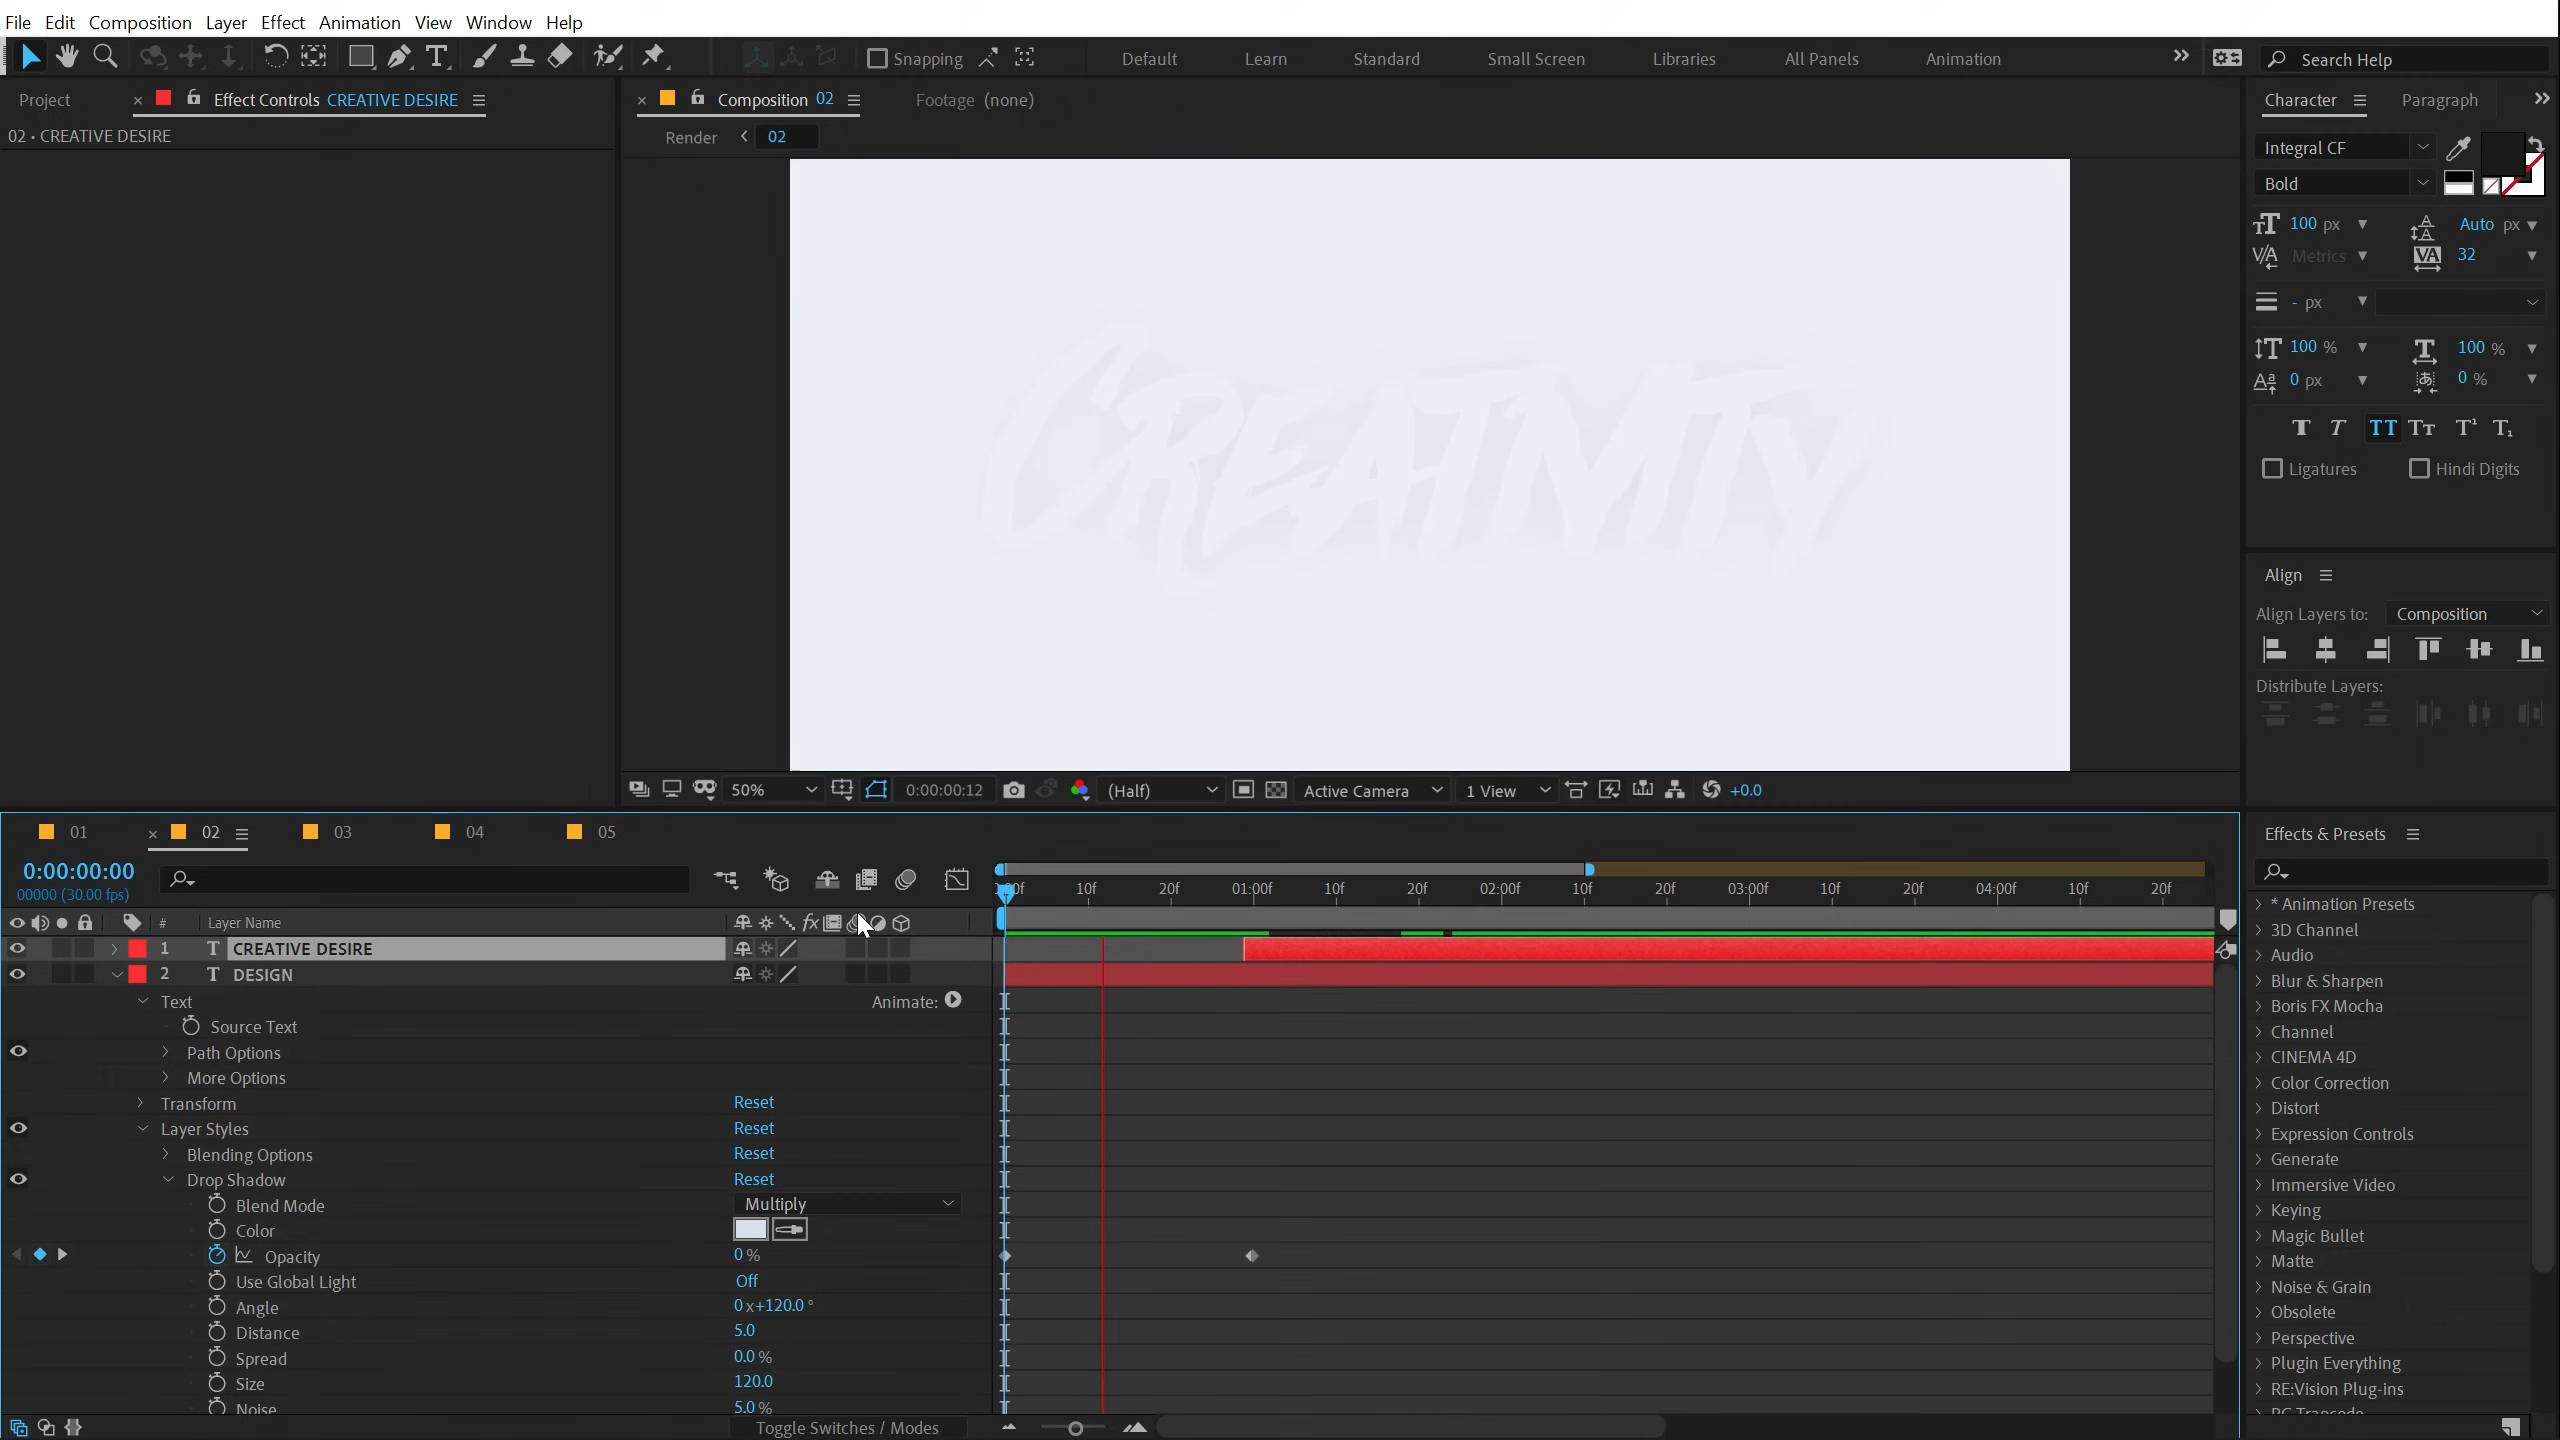 File Edit Composition Layer Effect Animation View Window Help
Snapping Default Learn Standard Small Screen Libraries All Panels Animation Search Help
Project × Effect Controls CREATIVE DESIRE
02 • CREATIVE DESIRE
× Composition 02 Footage (none)
Render 02
CREATIVITY
Character Paragraph
Integral CF
Bold
100 px Auto px
Metrics 32
- px
100 % 100 %
0 px 0 %
Ligatures Hindi Digits
Align
Align Layers to: Composition
Distribute Layers:
50% 0:00:00:12 (Half) Active Camera 1 View +0.0
01 × 02 03 04 05
0:00:00:00
00000 (30.00 fps)
10f 20f 01:00f 10f 20f 02:00f 10f 20f 03:00f 10f 20f 04:00f 10f 20f
# Layer Name
1 T CREATIVE DESIRE
2 T DESIGN
Text Animate:
Source Text
Path Options
More Options
Transform Reset
Layer Styles Reset
Blending Options Reset
Drop Shadow Reset
Blend Mode Multiply
Color
Opacity 0 %
Use Global Light Off
Angle 0x+120.0°
Distance 5.0
Spread 0.0 %
Size 120.0
Noise 5.0 %
Toggle Switches / Modes
Effects & Presets
* Animation Presets
3D Channel
Audio
Blur & Sharpen
Boris FX Mocha
Channel
CINEMA 4D
Color Correction
Distort
Expression Controls
Generate
Immersive Video
Keying
Magic Bullet
Matte
Noise & Grain
Obsolete
Perspective
Plugin Everything
RE:Vision Plug-ins